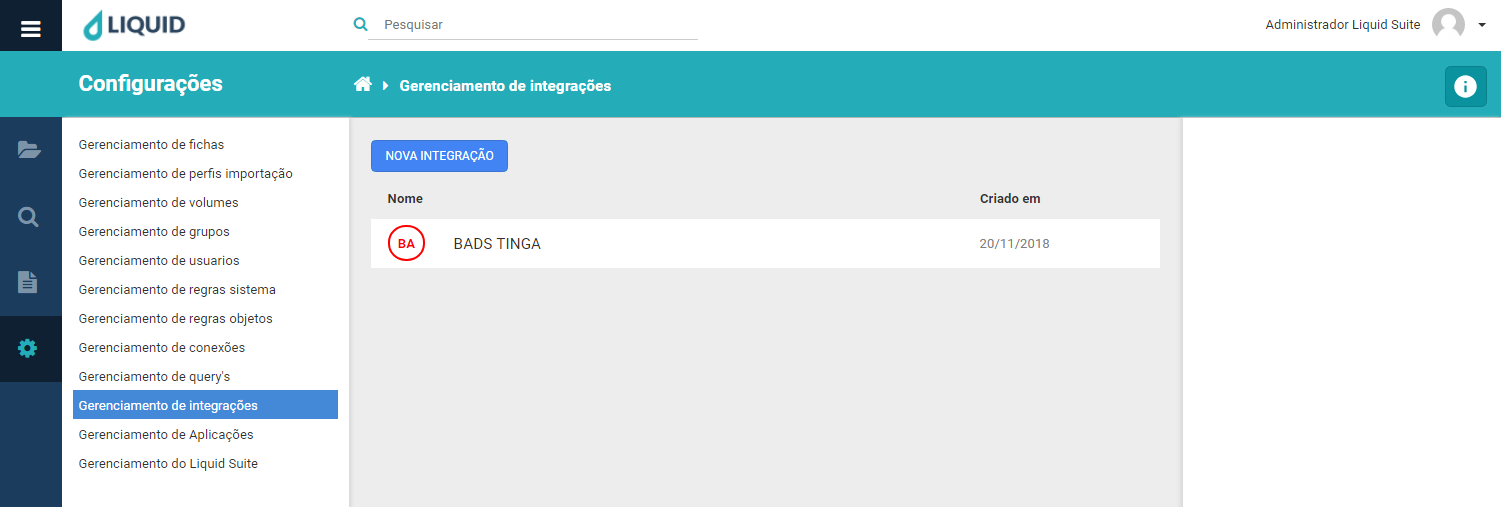 LIQUID
Pesquisar
Administrador Liquid Suite
Configurações
Gerenciamento de integrações
Gerenciamento de fichas
Gerenciamento de perfis importação
Gerenciamento de volumes
Gerenciamento de grupos
Gerenciamento de usuarios
Gerenciamento de regras sistema
Gerenciamento de regras objetos
Gerenciamento de conexões
Gerenciamento de query's
Gerenciamento de integrações
Gerenciamento de Aplicações
Gerenciamento do Liquid Suite
NOVA INTEGRAÇÃO
Nome Criado em
BA BADS TINGA 20/11/2018